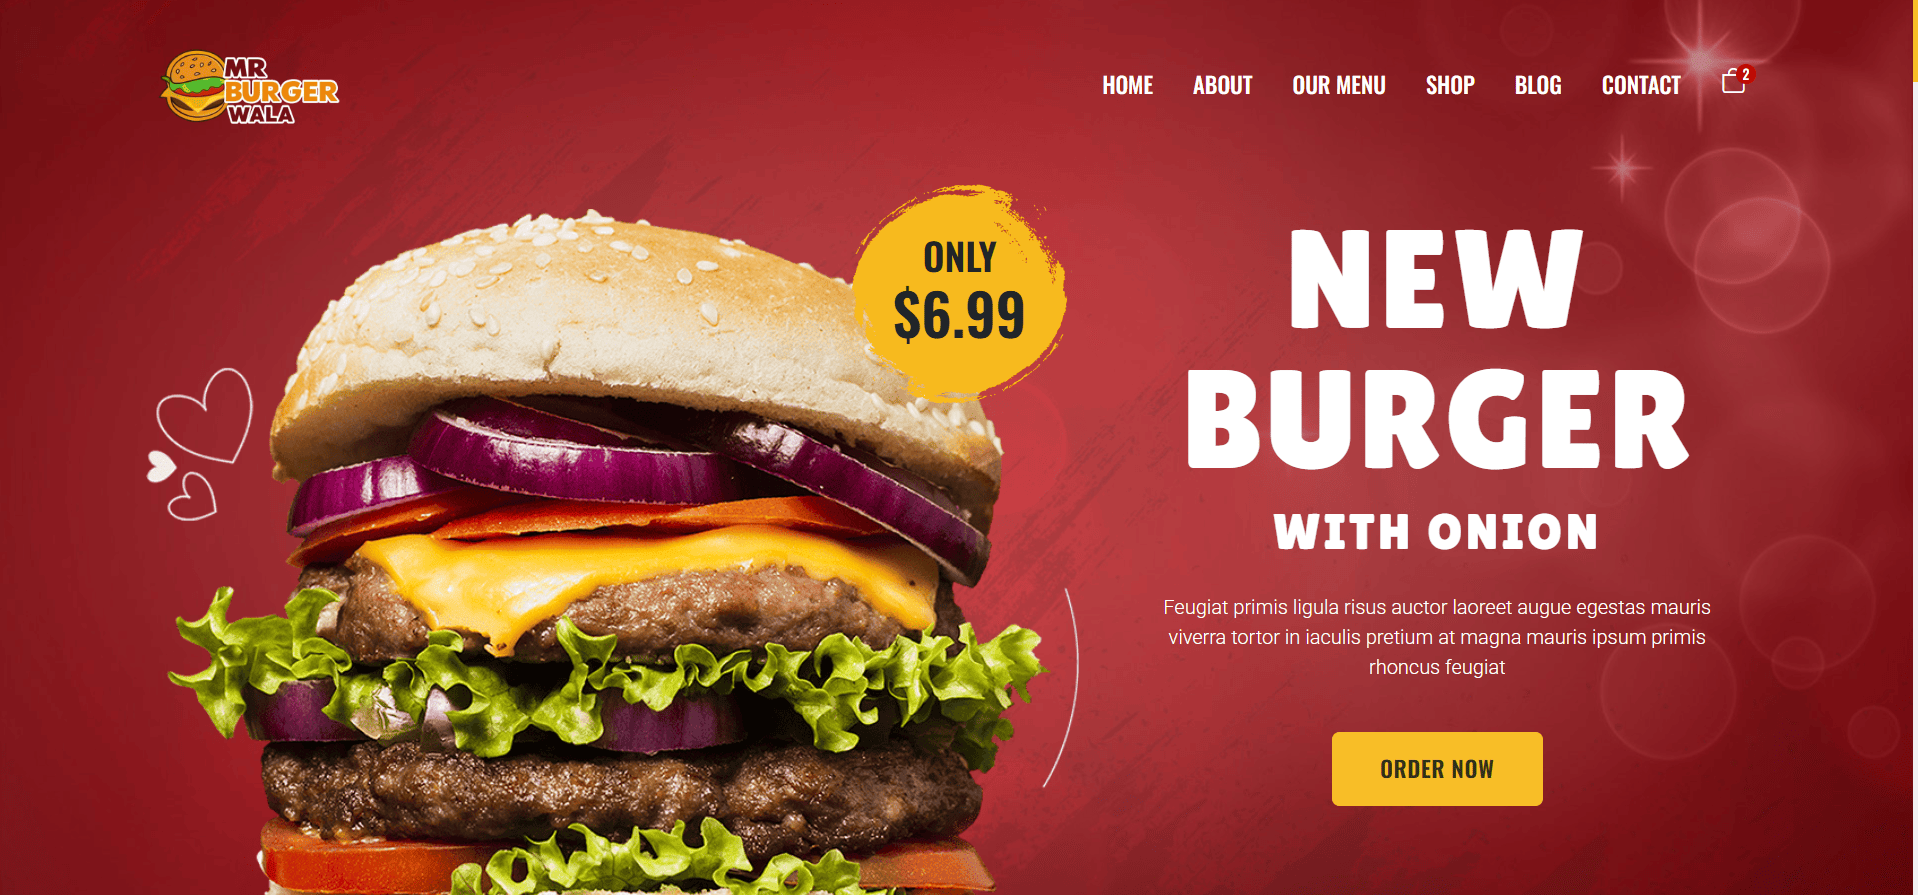 MR
BURGER
WALA
HOME ABOUT OUR MENU SHOP BLOG CONTACT 2
ONLY
$6.99
NEW
BURGER
WITH ONION
Feugiat primis ligula risus auctor laoreet augue egestas mauris
viverra tortor in iaculis pretium at magna mauris ipsum primis
rhoncus feugiat
ORDER NOW